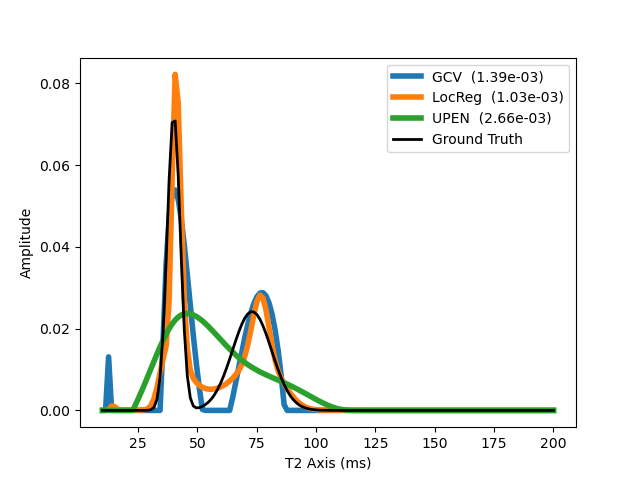 GCV (1.39e-03)
LocReg (1.03e-03)
UPEN (2.66e-03)
Ground Truth
0.08
0.06
0.04
0.02
0.00
Amplitude
25 50 75 100 125 150 175 200
T2 Axis (ms)